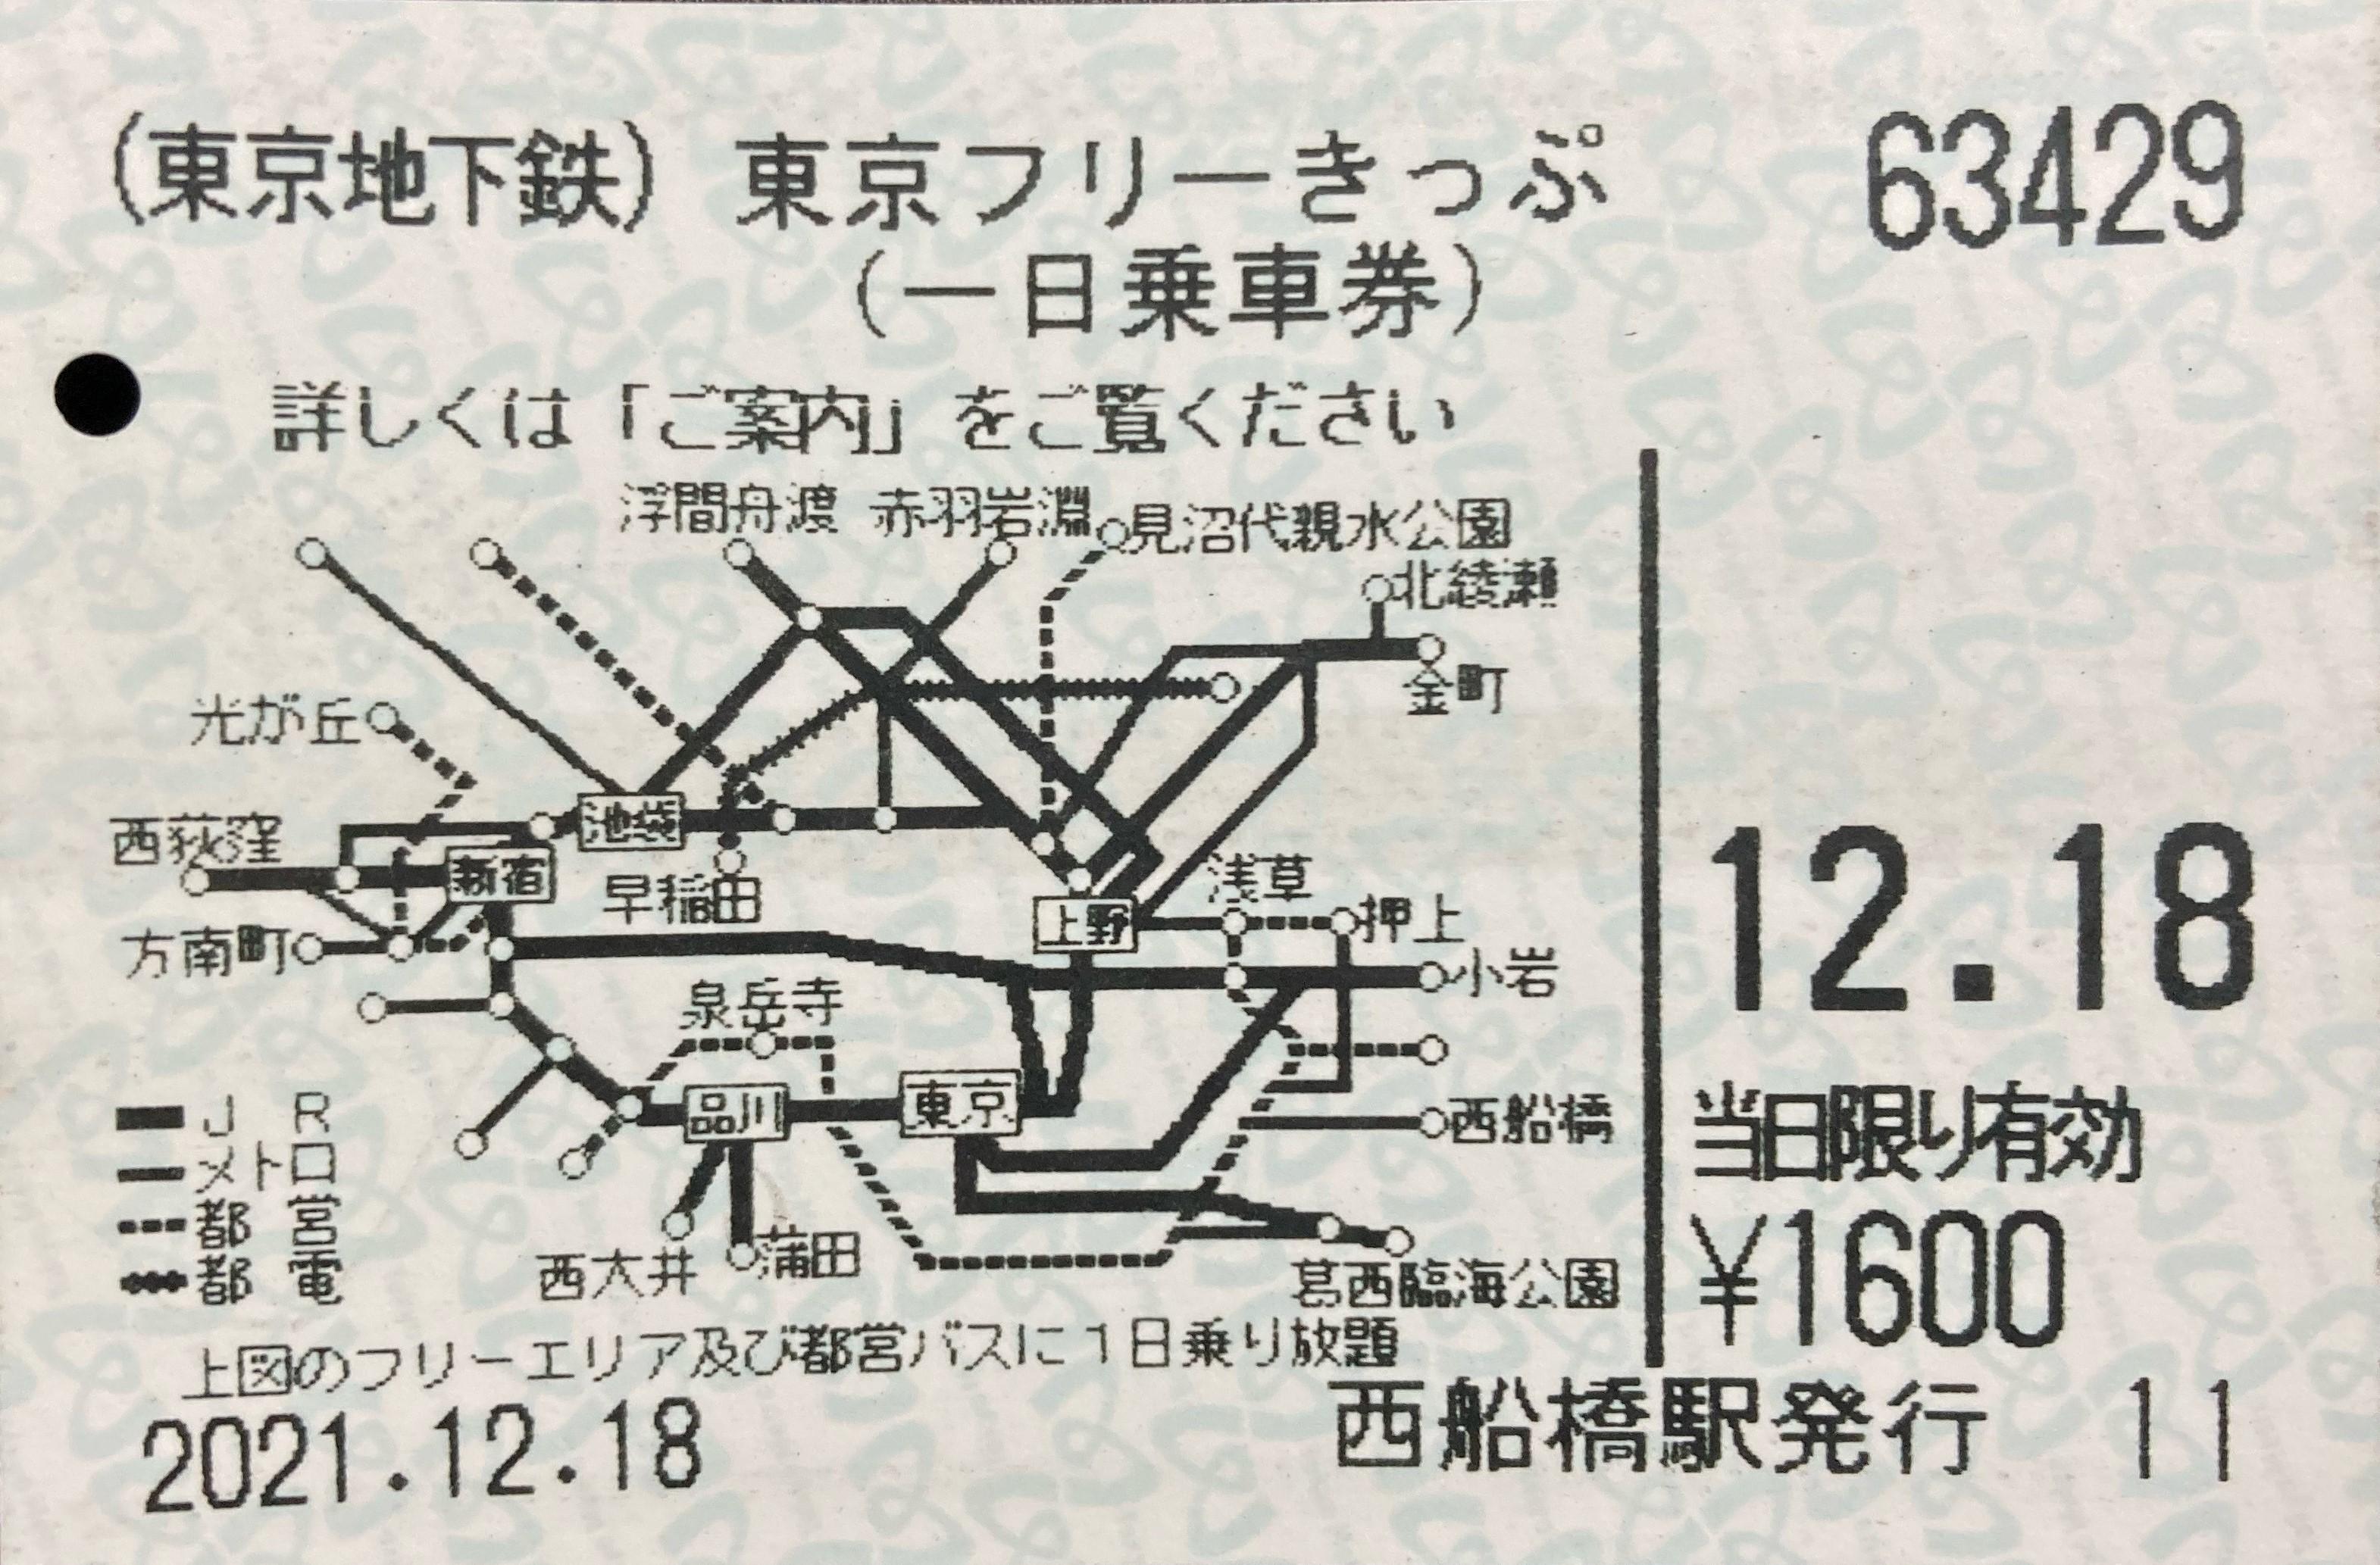 (東京地下鉄) 東京フリーきっぷ 63429
(一日乗車券)
詳しくは「ご案内」をご覧ください
浮間舟渡 赤羽岩淵 見沼代親水公園
北綾瀬
金町
光が丘
池袋
西荻窪
新宿
早稲田
浅草
上野
押上
方南町
小岩
泉岳寺
品川
東京
西船橋
西大井
蒲田
葛西臨海公園
JR
メトロ
都営
都電
12.18
当日限り有効
¥1600
上図のフリーエリア及び都営バスに1日乗り放題
2021.12.18
西船橋駅発行 11